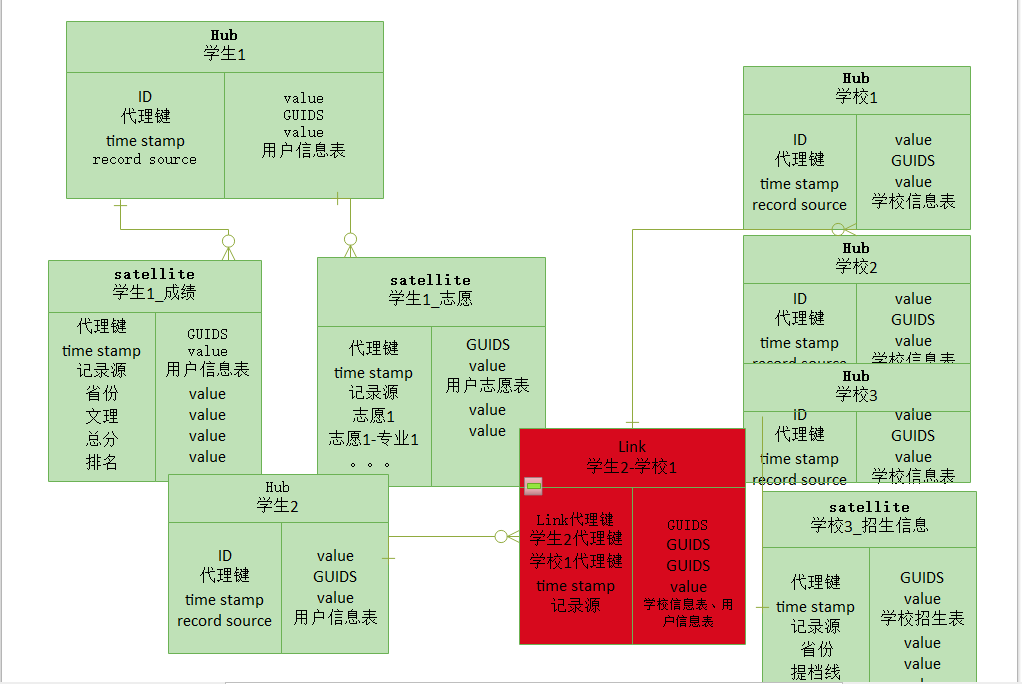 Hub
学生1
ID
代理键
time stamp
record source
value
GUIDS
value
用户信息表
Hub
学校1
ID
代理键
time stamp
record source
value
GUIDS
value
学校信息表
satellite
学生1_成绩
代理键
time stamp
记录源
省份
文理
总分
排名
GUIDS
value
用户信息表
value
value
value
value
satellite
学生1_志愿
代理键
time stamp
记录源
志愿1
志愿1-专业1
。。。
GUIDS
value
用户志愿表
value
value
Hub
学校2
ID
代理键
time stamp
record source
value
GUIDS
value
学校信息表
Hub
学校3
ID
代理键
time stamp
record source
value
GUIDS
value
学校信息表
Hub
学生2
ID
代理键
time stamp
record source
value
GUIDS
value
用户信息表
Link
学生2-学校1
Link代理键
学生2代理键
学校1代理键
time stamp
记录源
GUIDS
GUIDS
GUIDS
value
学校信息表、用
户信息表
satellite
学校3_招生信息
代理键
time stamp
记录源
省份
提档线
GUIDS
value
学校招生表
value
value